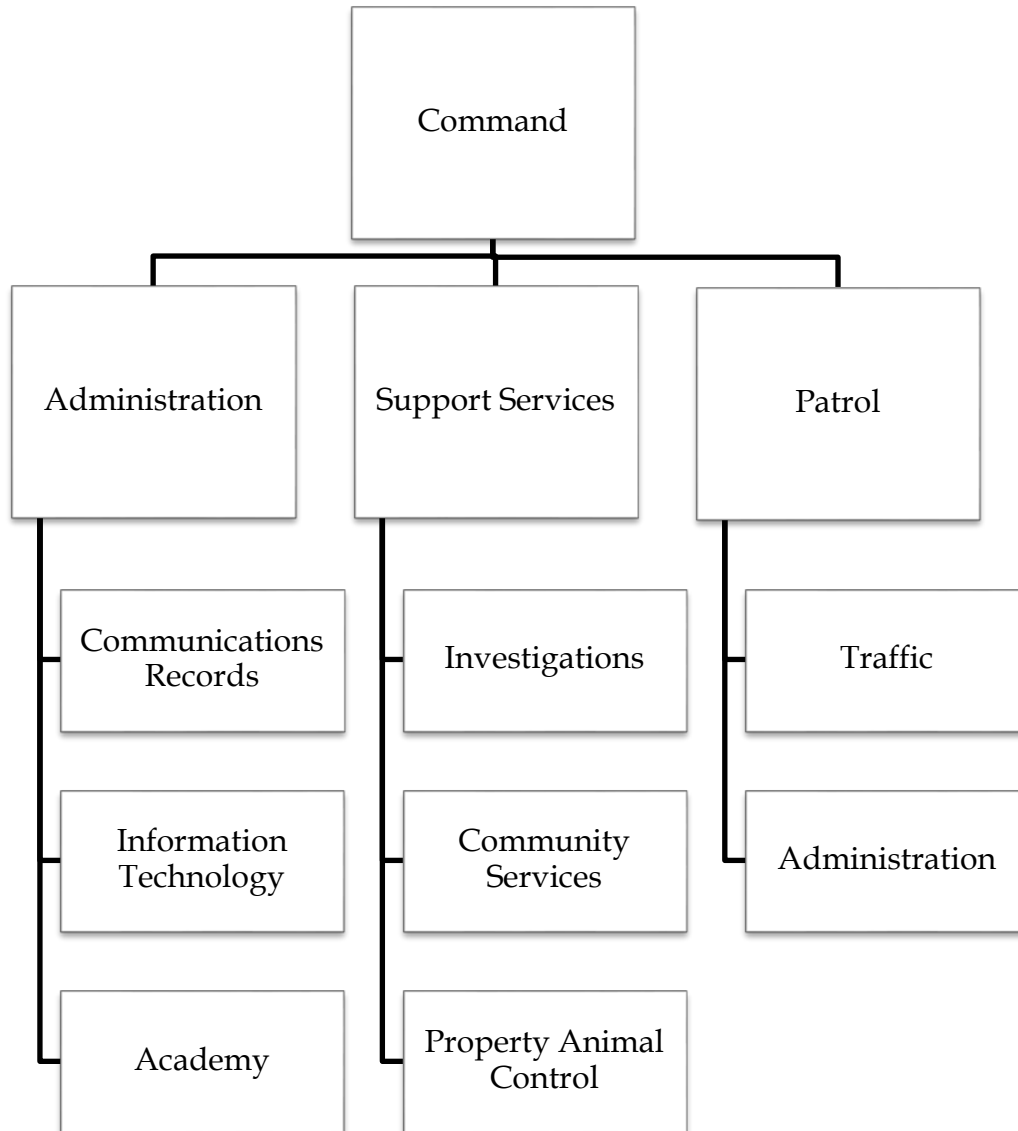 Command
Administration
Support Services
Patrol
Communications
Records
Investigations
Traffic
Information
Technology
Community
Services
Administration
Academy
Property Animal
Control